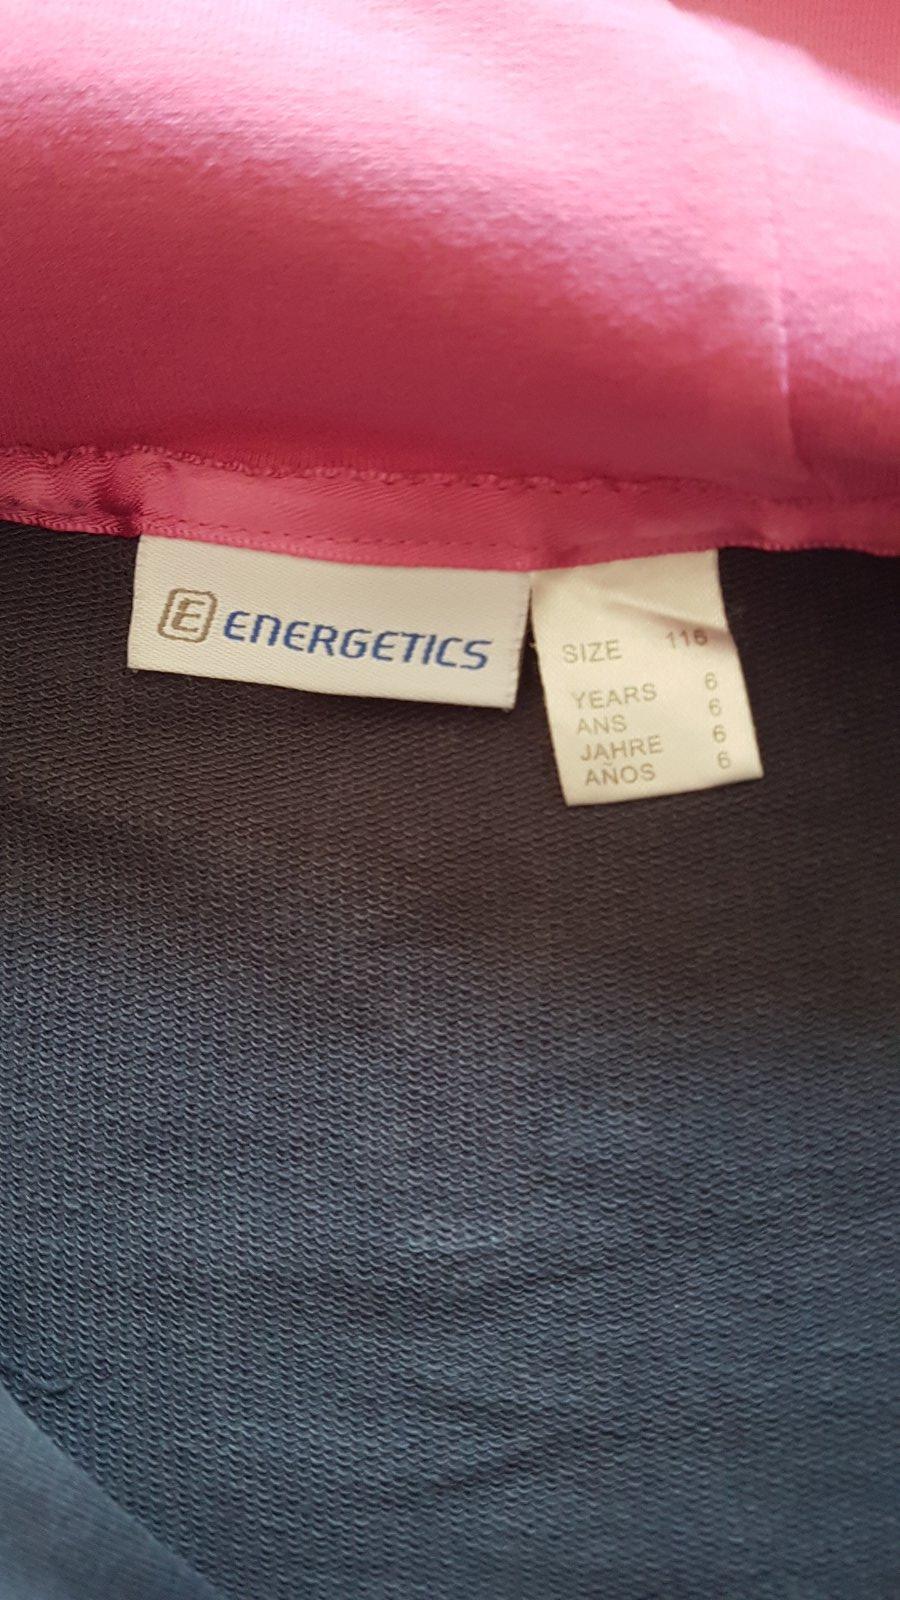 E ENERGETICS
SIZE 116
YEARS 6
ANS 6
JAHRE 6
AÑOS 6